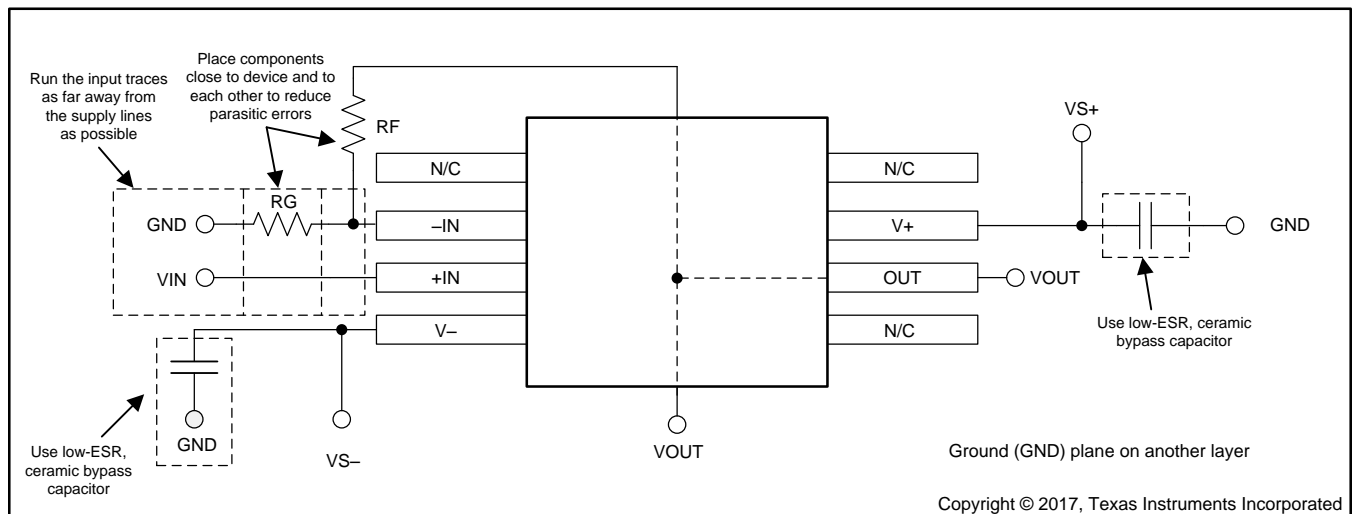 Run the input traces
as far away from
the supply lines
as possible
Place components
close to device and to
each other to reduce
parasitic errors
RF
VS+
N/C
N/C
RG
GND
–IN
V+
GND
VIN
+IN
OUT
VOUT
V–
N/C
Use low-ESR, ceramic
bypass capacitor
GND
Use low-ESR,
ceramic bypass
capacitor
VS–
VOUT
Ground (GND) plane on another layer
Copyright © 2017, Texas Instruments Incorporated